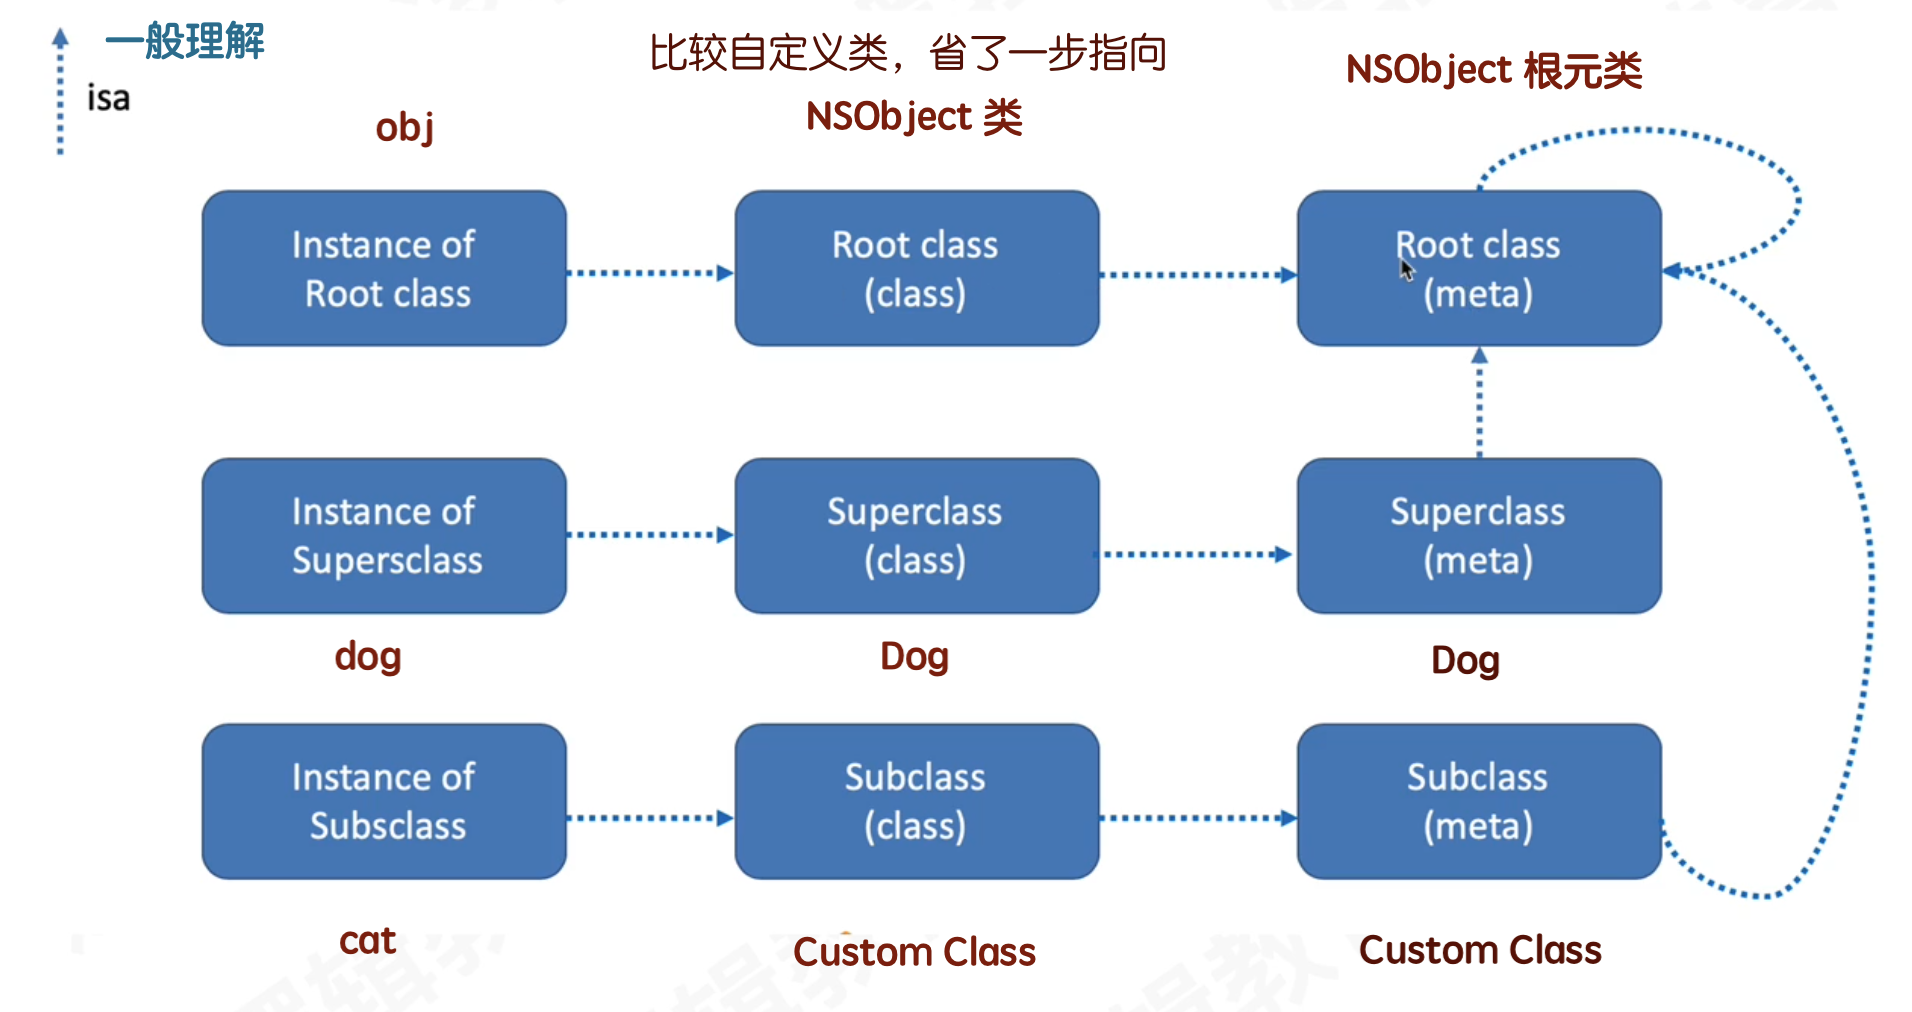 一般理解
isa
比较自定义类，省了一步指向
NSObject 类
NSObject 根元类
obj
Instance of
Root class
Root class
(class)
Root class
(meta)
Instance of
Supersclass
Superclass
(class)
Superclass
(meta)
dog
Dog
Dog
Instance of
Subsclass
Subclass
(class)
Subclass
(meta)
cat
Custom Class
Custom Class